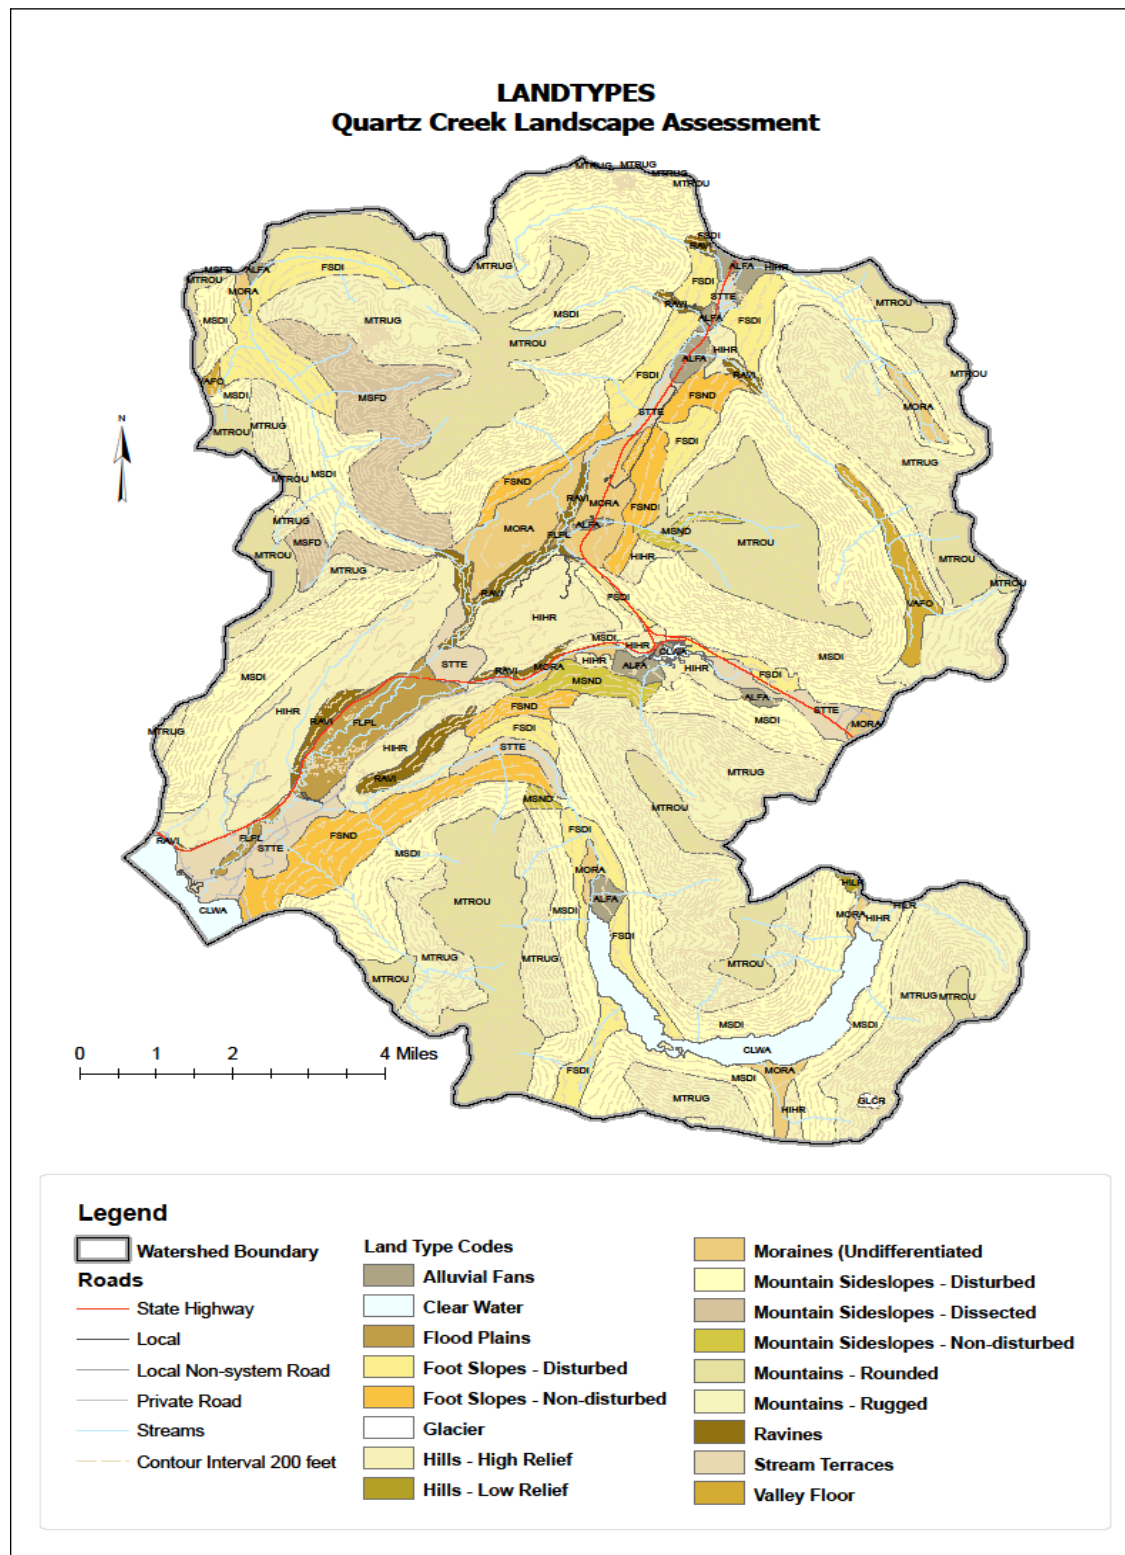 LANDTYPES
Quartz Creek Landscape Assessment
MTRUG MTRUG
MTRUG
MTROU
FSDI
RAVI
MSFD ALFA FSDI MTRUG ALFA HIHR
MTROU
MORA FSDI STTE MTROU
RAVI
MSDI MTRUG MSDI ALFA FSDI
MTROU HIHR
ALFA
VAFO FSDI RAVI MTROU
MSDI MSFD FSND MORA
STTE
MTROU MTRUG FSDI
N
MSDI MTRUG
MTROU FSND
RAVI MORA FSND
MTRUG MORA ALFA MSND
MSFD FLPL MTROU
MTROU MTRUG HIHR
RAVI FSDI MTROU
HIHR VAFO
MSDI HIHR CLWA MSDI
STTE RAVI MORA HIHR ALFA HIHR
MSDI MSND FSDI
HIHR ALFA
RAVI FLPL FSND STTE MORA
MTRUG FSDI MSDI
HIHR STTE
RAVI MTRUG
MTROU
MSND
RAVI FLPL FSND FSDI
STTE MSDI
MORA HILR
MTROU ALFA HILR
CLWA MSDI MORA HIHR
FSDI
MTRUG MTRUG MTROU
MTROU MTRUG MTROU
MSDI MSDI
CLWA
0 1 2 4 Miles
FSDI MSDI MORA
MTRUG HIHR GLCR
Legend
Watershed Boundary
Roads
State Highway
Local
Local Non-system Road
Private Road
Streams
Contour Interval 200 feet
Land Type Codes
Alluvial Fans
Clear Water
Flood Plains
Foot Slopes - Disturbed
Foot Slopes - Non-disturbed
Glacier
Hills - High Relief
Hills - Low Relief
Moraines (Undifferentiated
Mountain Sideslopes - Disturbed
Mountain Sideslopes - Dissected
Mountain Sideslopes - Non-disturbed
Mountains - Rounded
Mountains - Rugged
Ravines
Stream Terraces
Valley Floor